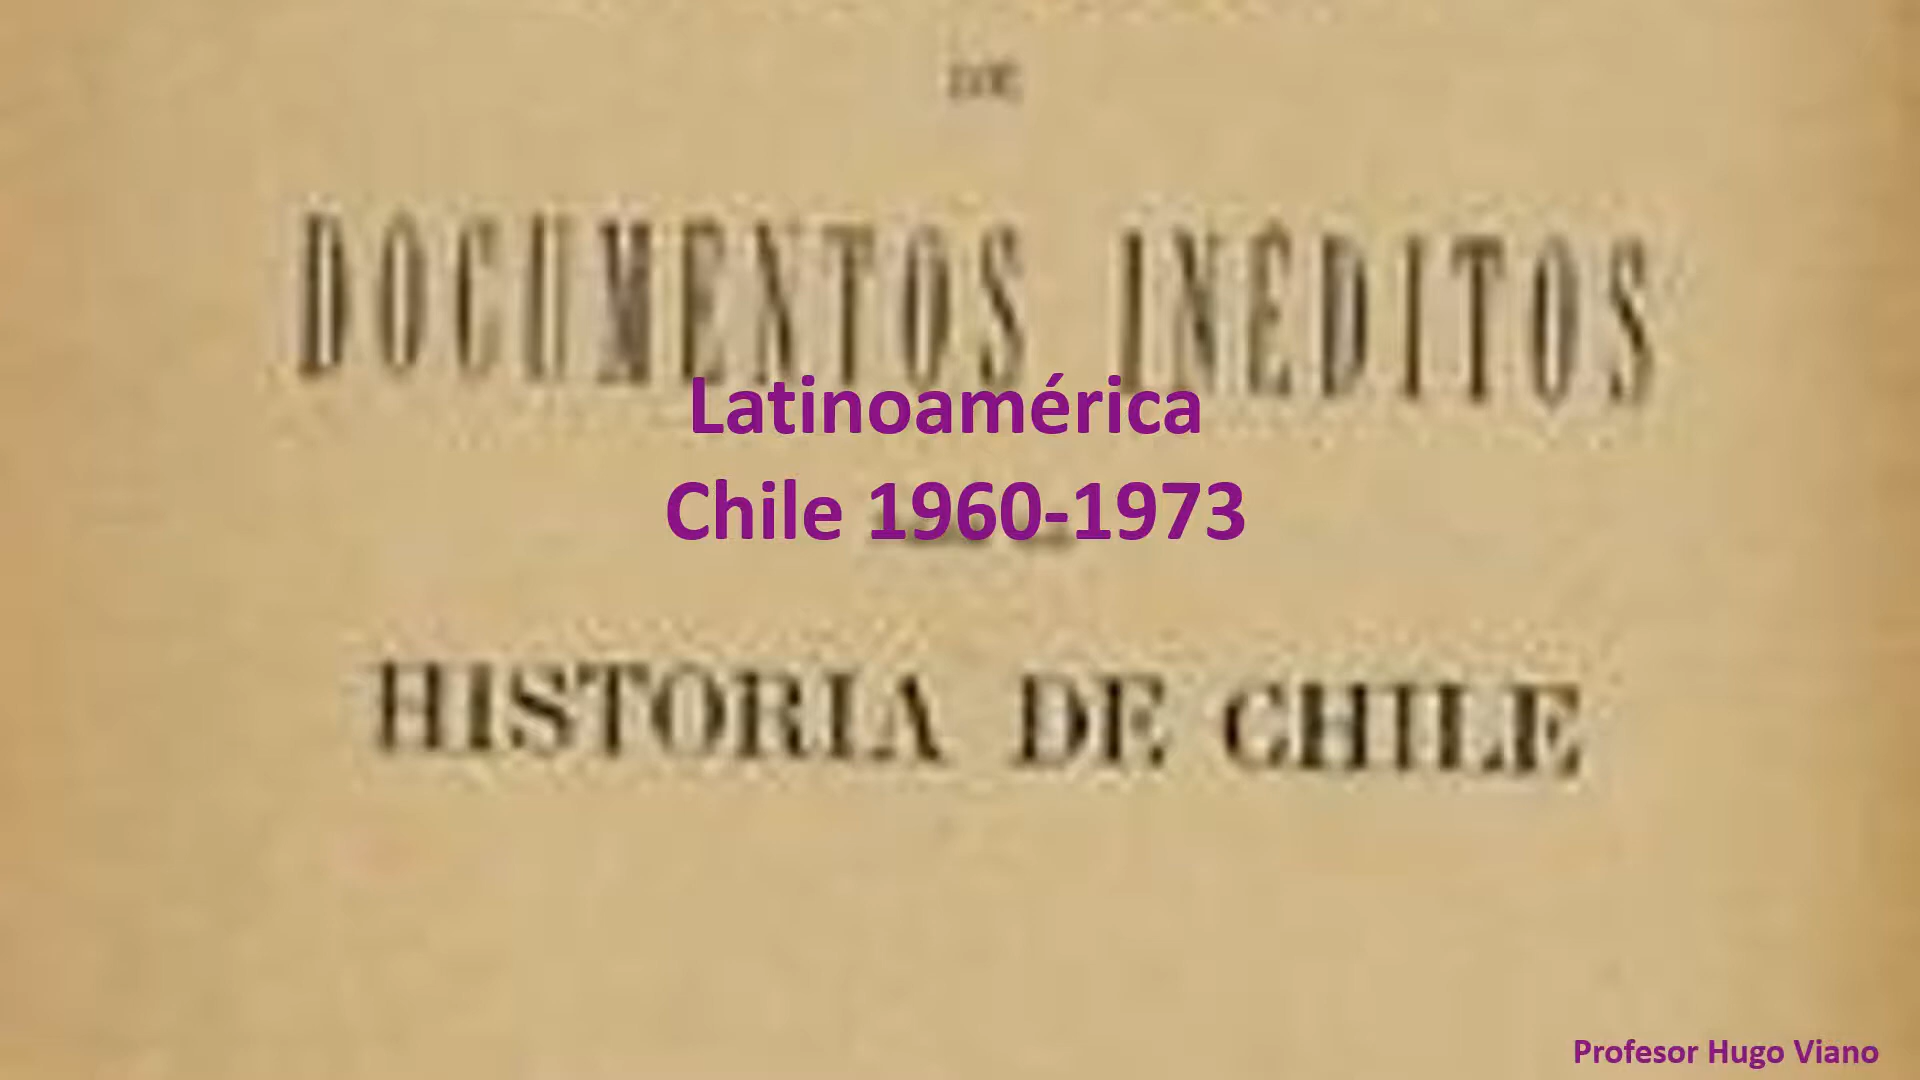 DOCUMENTOS INÉDITOS
Latinoamérica
Chile 1960-1973
HISTORIA DE CHILE
Profesor Hugo Viano